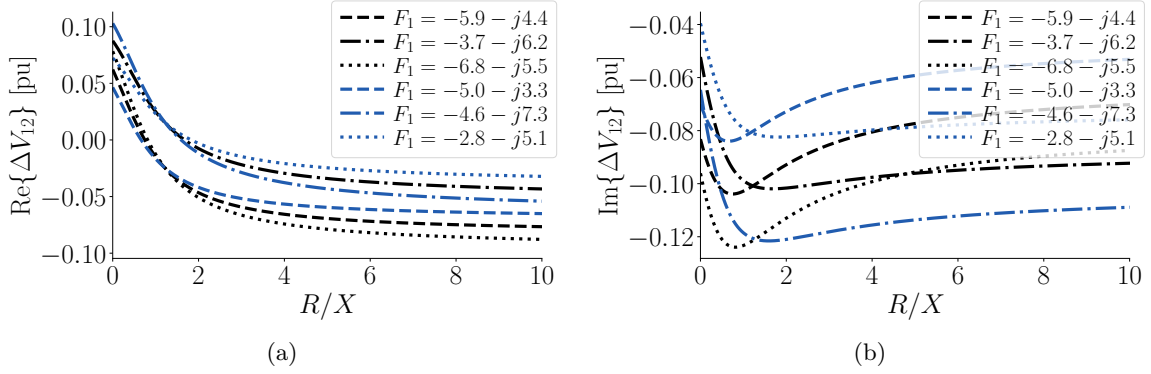 0.10
0.05
0.00
−0.05
−0.10
Re{ΔV₁₂} [pu]
0 2 4 6 8 10
R/X
F₁ = −5.9 − j4.4
F₁ = −3.7 − j6.2
F₁ = −6.8 − j5.5
F₁ = −5.0 − j3.3
F₁ = −4.6 − j7.3
F₁ = −2.8 − j5.1
(a)
−0.04
−0.06
−0.08
−0.10
−0.12
Im{ΔV₁₂} [pu]
0 2 4 6 8 10
R/X
F₁ = −5.9 − j4.4
F₁ = −3.7 − j6.2
F₁ = −6.8 − j5.5
F₁ = −5.0 − j3.3
F₁ = −4.6 − j7.3
F₁ = −2.8 − j5.1
(b)